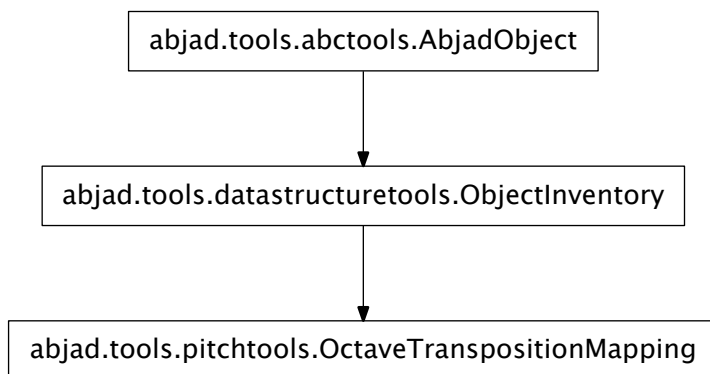 abjad.tools.abctools.AbjadObject
abjad.tools.datastructuretools.ObjectInventory
abjad.tools.pitchtools.OctaveTranspositionMapping